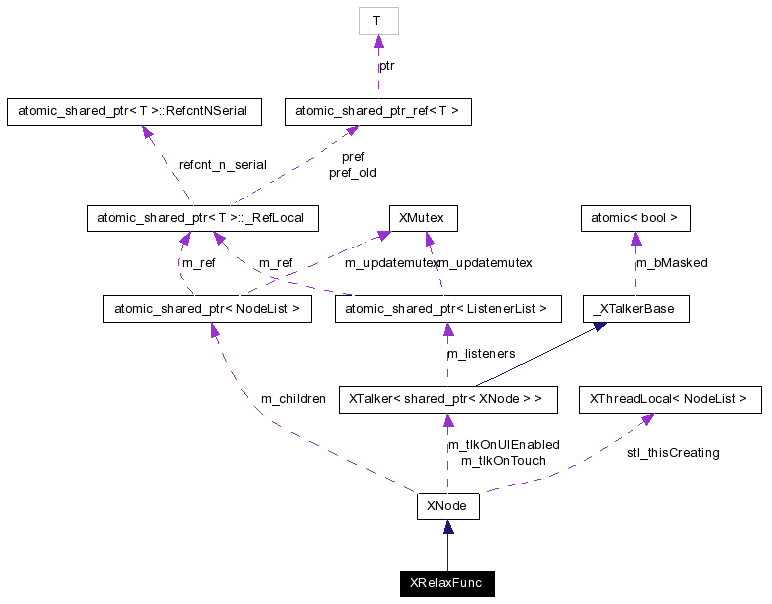 T
ptr
atomic_shared_ptr< T >::RefcntNSerial
atomic_shared_ptr_ref< T >
refcnt_n_serial
pref
pref_old
atomic_shared_ptr< T >::_RefLocal
XMutex
atomic< bool >
m_ref
m_ref
m_updatemutex
m_updatemutex
m_bMasked
atomic_shared_ptr< NodeList >
atomic_shared_ptr< ListenerList >
_XTalkerBase
m_listeners
m_children
XTalker< shared_ptr< XNode > >
XThreadLocal< NodeList >
m_tlkOnUIEnabled
m_tlkOnTouch
stl_thisCreating
XNode
XRelaxFunc